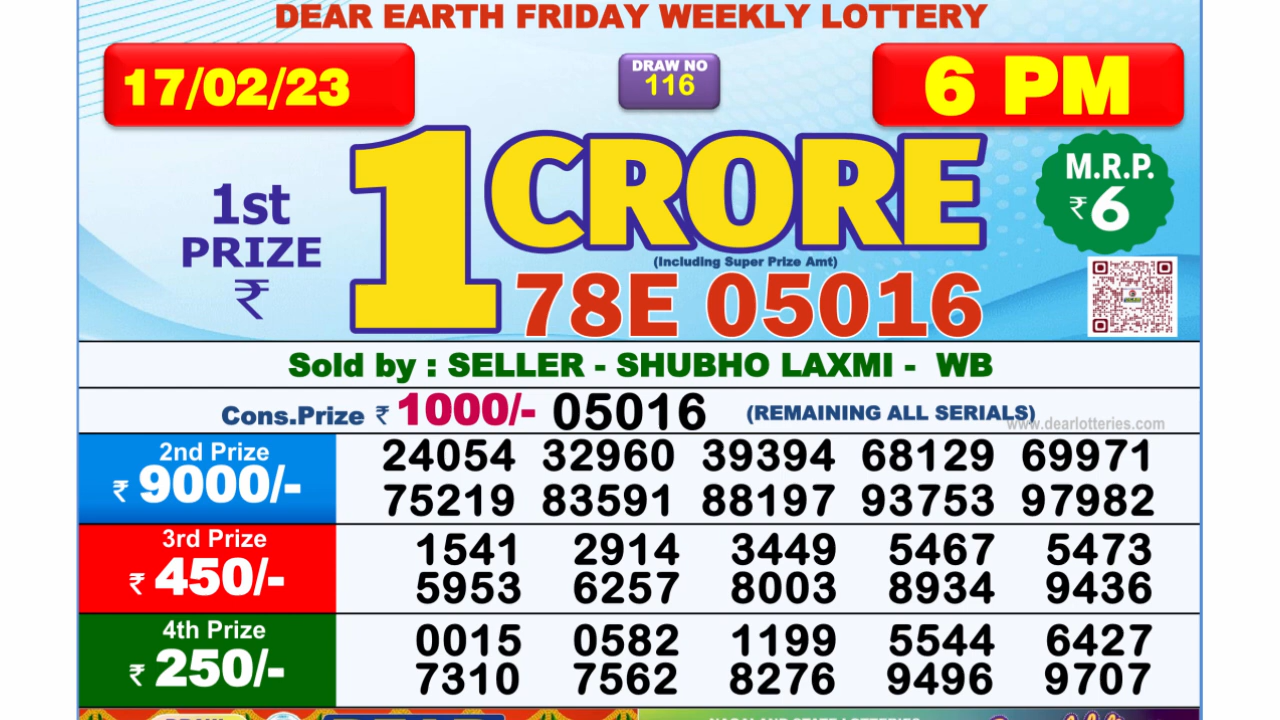 DEAR EARTH FRIDAY WEEKLY LOTTERY
17/02/23
DRAW NO
116
6 PM
1 CRORE
M.R.P.
₹6
1st
PRIZE
₹
(Including Super Prize Amt)
78E 05016
Sold by : SELLER - SHUBHO LAXMI - WB
Cons.Prize ₹ 1000/- 05016 (REMAINING ALL SERIALS)
www.dearlotteries.com
2nd Prize
₹ 9000/-
24054 32960 39394 68129 69971
75219 83591 88197 93753 97982
3rd Prize
₹ 450/-
1541 2914 3449 5467 5473
5953 6257 8003 8934 9436
4th Prize
₹ 250/-
0015 0582 1199 5544 6427
7310 7562 8276 9496 9707